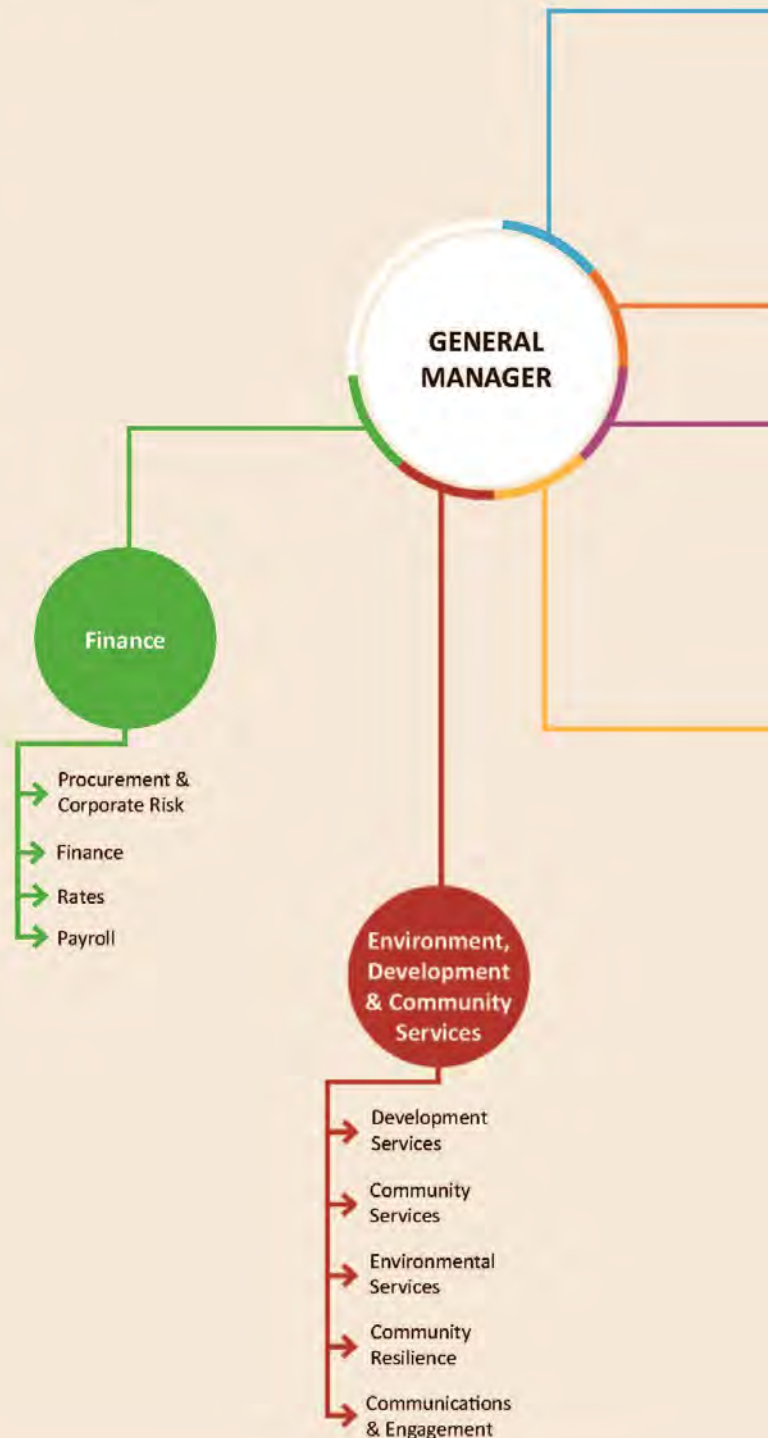 GENERAL
MANAGER
Finance
Procurement &
Corporate Risk
Finance
Rates
Payroll
Environment,
Development
& Community
Services
Development
Services
Community
Services
Environmental
Services
Community
Resilience
Communications
& Engagement